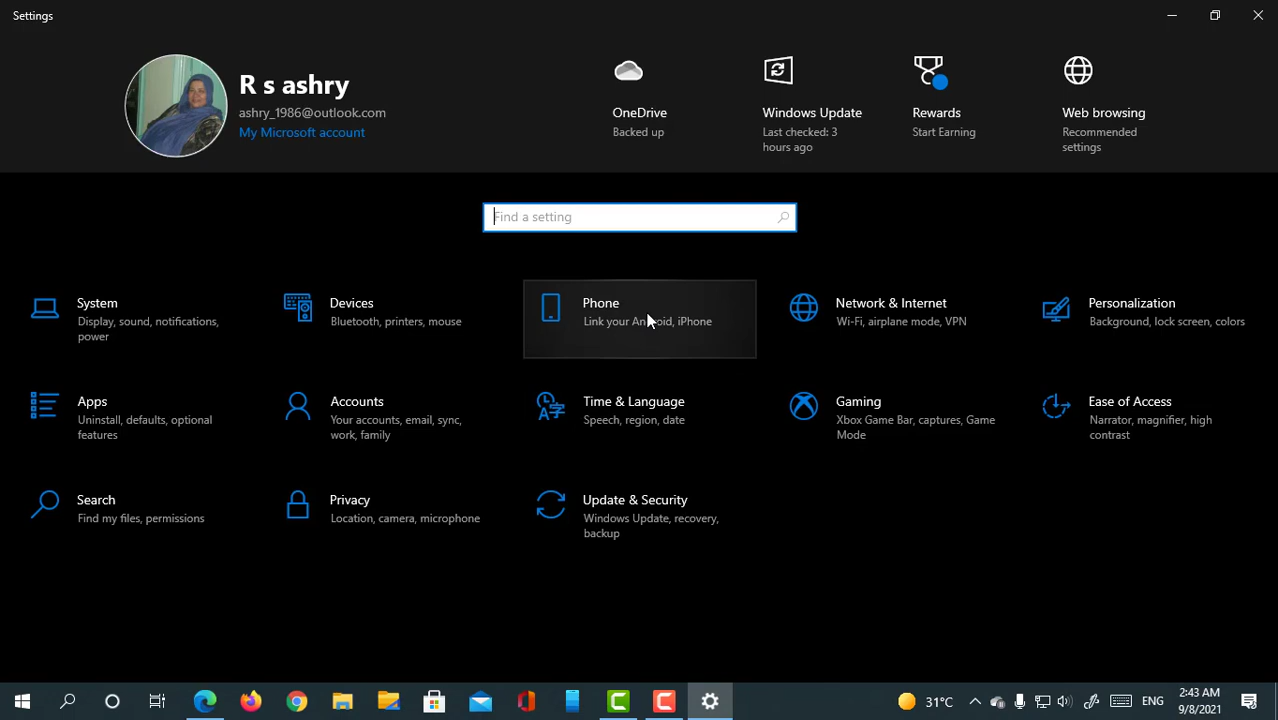 Settings
R s ashry
ashry_1986@outlook.com
My Microsoft account
OneDrive
Backed up
Windows Update
Last checked: 3
hours ago
Rewards
Start Earning
Web browsing
Recommended
settings
Find a setting
System
Display, sound, notifications,
power
Devices
Bluetooth, printers, mouse
Phone
Link your Android, iPhone
Network & Internet
Wi-Fi, airplane mode, VPN
Personalization
Background, lock screen, colors
Apps
Uninstall, defaults, optional
features
Accounts
Your accounts, email, sync,
work, family
Time & Language
Speech, region, date
Gaming
Xbox Game Bar, captures, Game
Mode
Ease of Access
Narrator, magnifier, high
contrast
Search
Find my files, permissions
Privacy
Location, camera, microphone
Update & Security
Windows Update, recovery,
backup
31°C
ENG
2:43 AM
9/8/2021